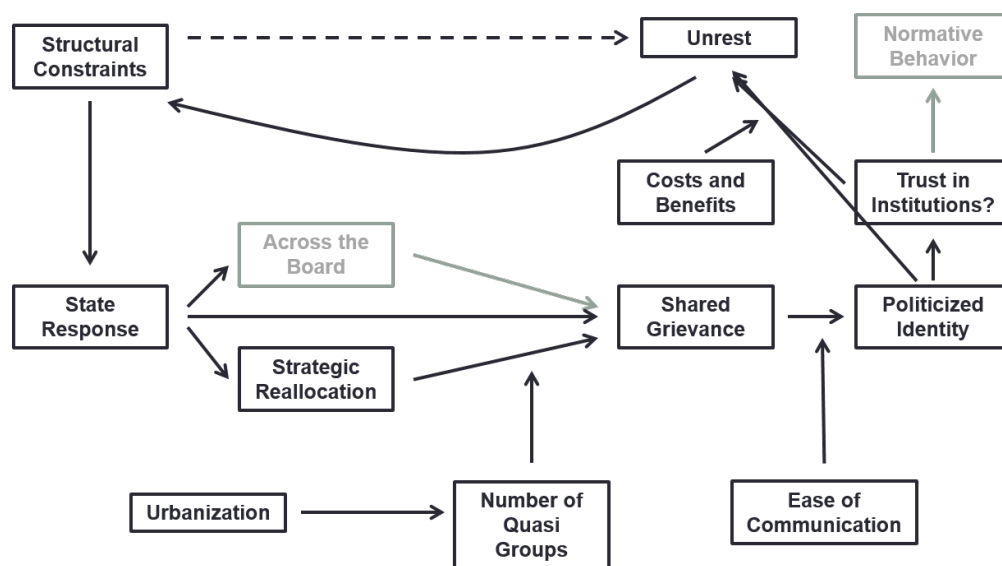 Structural
Constraints
Unrest
Normative
Behavior
Costs and
Benefits
Trust in
Institutions?
Across the
Board
State
Response
Shared
Grievance
Politicized
Identity
Strategic
Reallocation
Urbanization
Number of
Quasi
Groups
Ease of
Communication